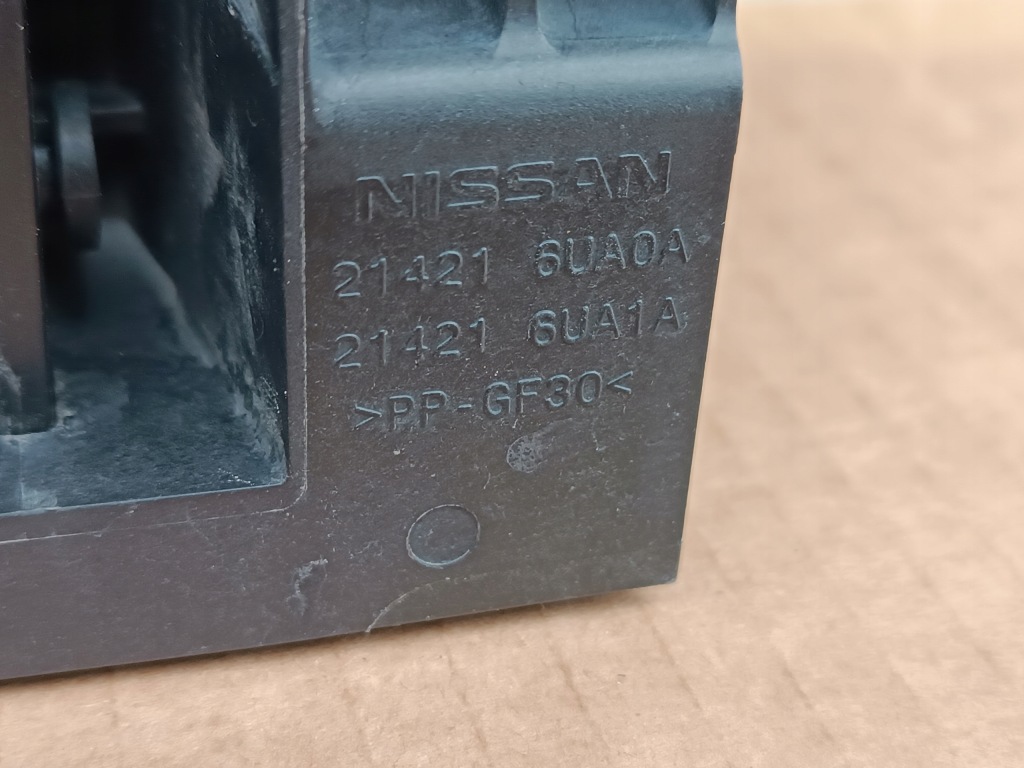 NISSAN
21421 6UA0A
21421 6UA1A
>PP-GF30<